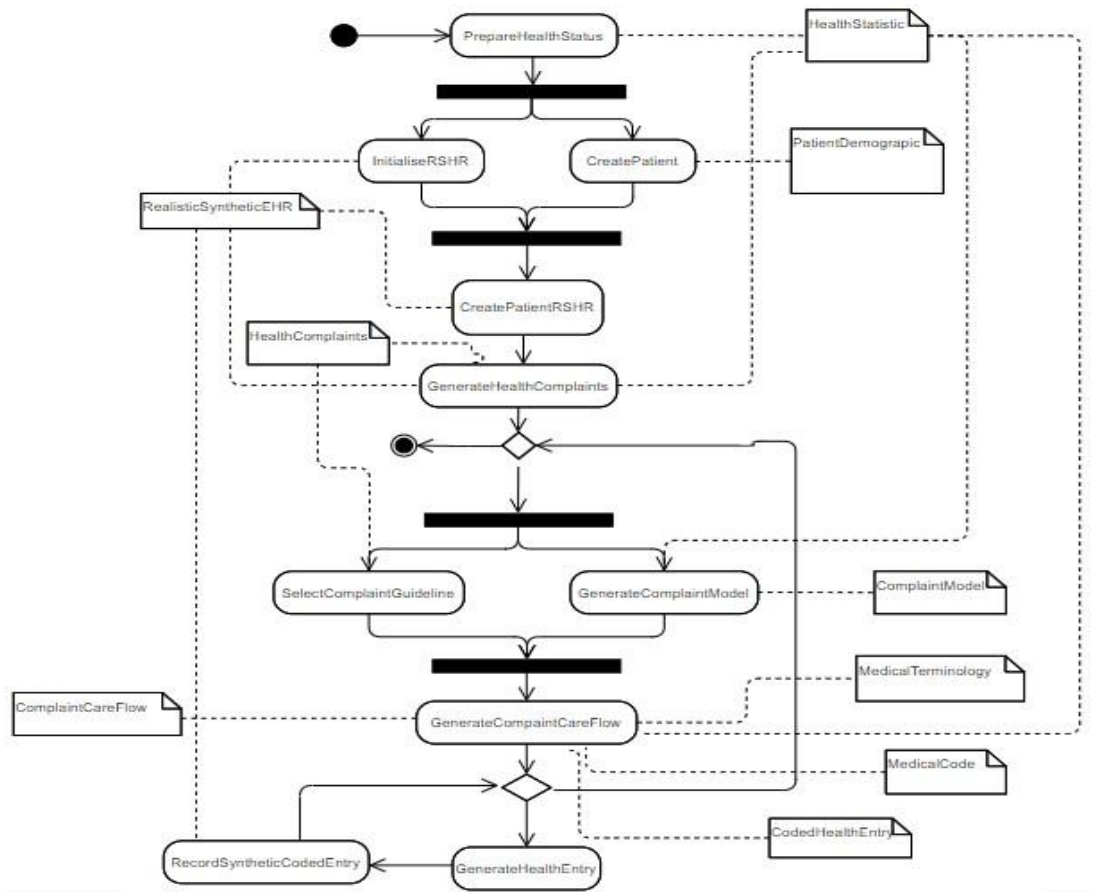 HealthStatistic
PrepareHealthStatus
PatientDemograpic
InitialiseRSHR
CreatePatient
RealisticSyntheticEHR
CreatePatientRSHR
HealthComplaints
GenerateHealthComplaints
SelectComplaintGuideline
GenerateComplaintModel
ComplaintModel
MedicalTerminology
ComplaintCareFlow
GenerateCompaintCareFlow
MedicalCode
CodedHealthEntry
RecordSyntheticCodedEntry
GenerateHealthEntry